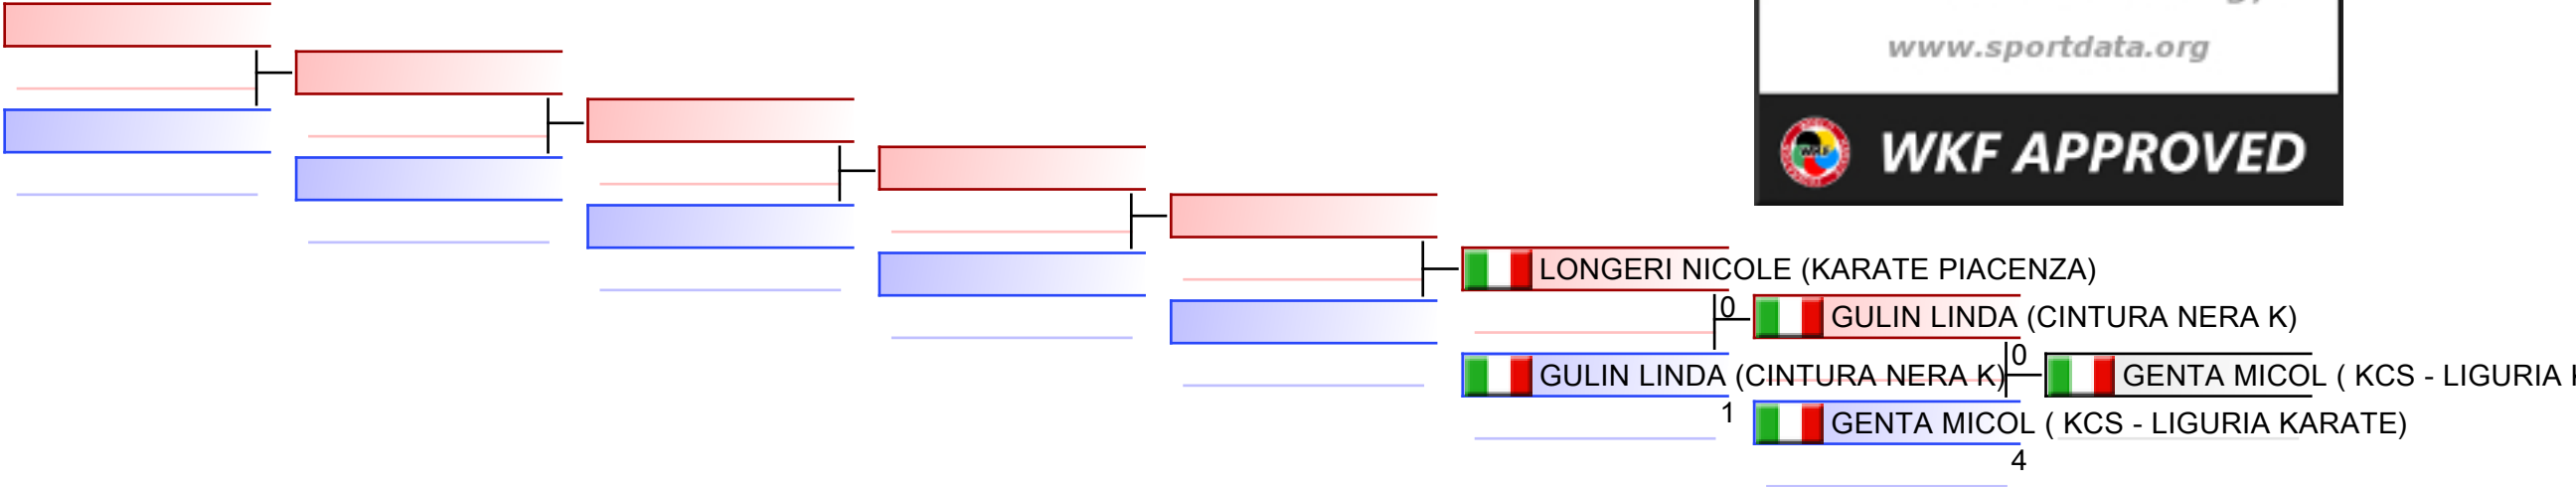 www.sportdata.org
WKF APPROVED
LONGERI NICOLE (KARATE PIACENZA)
0
GULIN LINDA (CINTURA NERA K)
0
GULIN LINDA (CINTURA NERA K)
GENTA MICOL ( KCS - LIGURIA
1
GENTA MICOL ( KCS - LIGURIA KARATE)
4